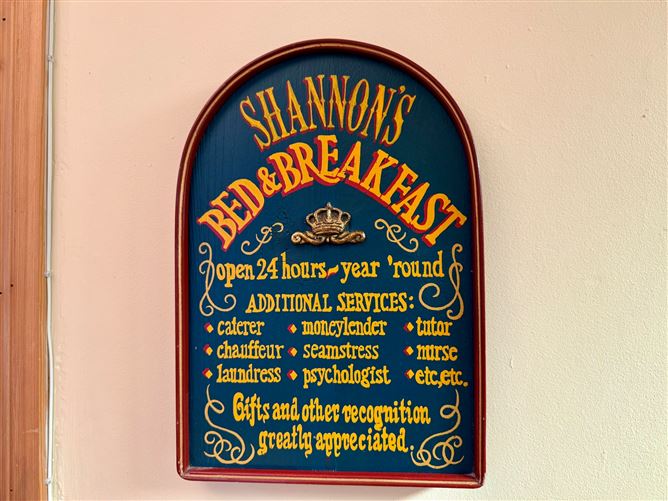 SHANNON'S
BED & BREAKFAST
open 24 hours~year 'round
ADDITIONAL SERVICES:
caterer moneylender tutor
chauffeur seamstress nurse
laundress psychologist etc, etc.
Gifts and other recognition
greatly appreciated.